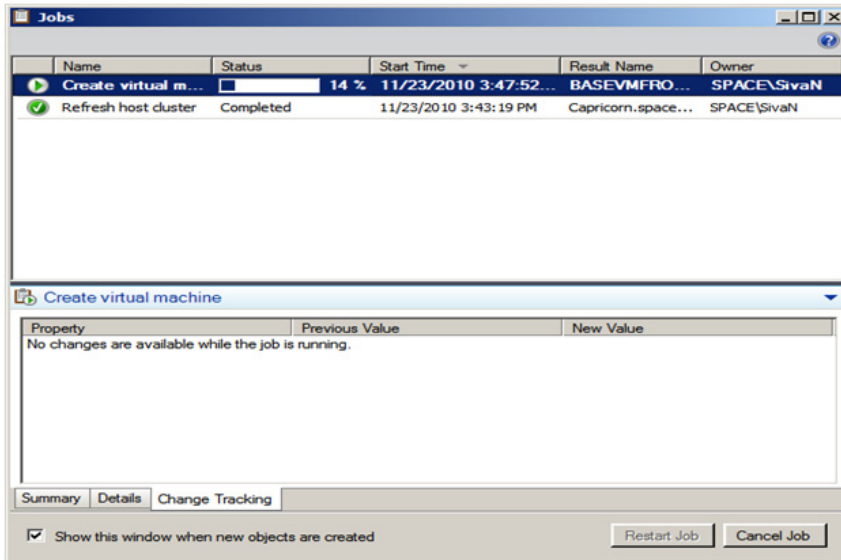 Jobs
Name Status Start Time Result Name Owner
Create virtual m... 14 % 11/23/2010 3:47:52... BASEVMFRO... SPACE\SivaN
Refresh host cluster Completed 11/23/2010 3:43:19 PM Capricorn.space... SPACE\SivaN
Create virtual machine
Property Previous Value New Value
No changes are available while the job is running.
Summary Details Change Tracking
Show this window when new objects are created Restart Job Cancel Job